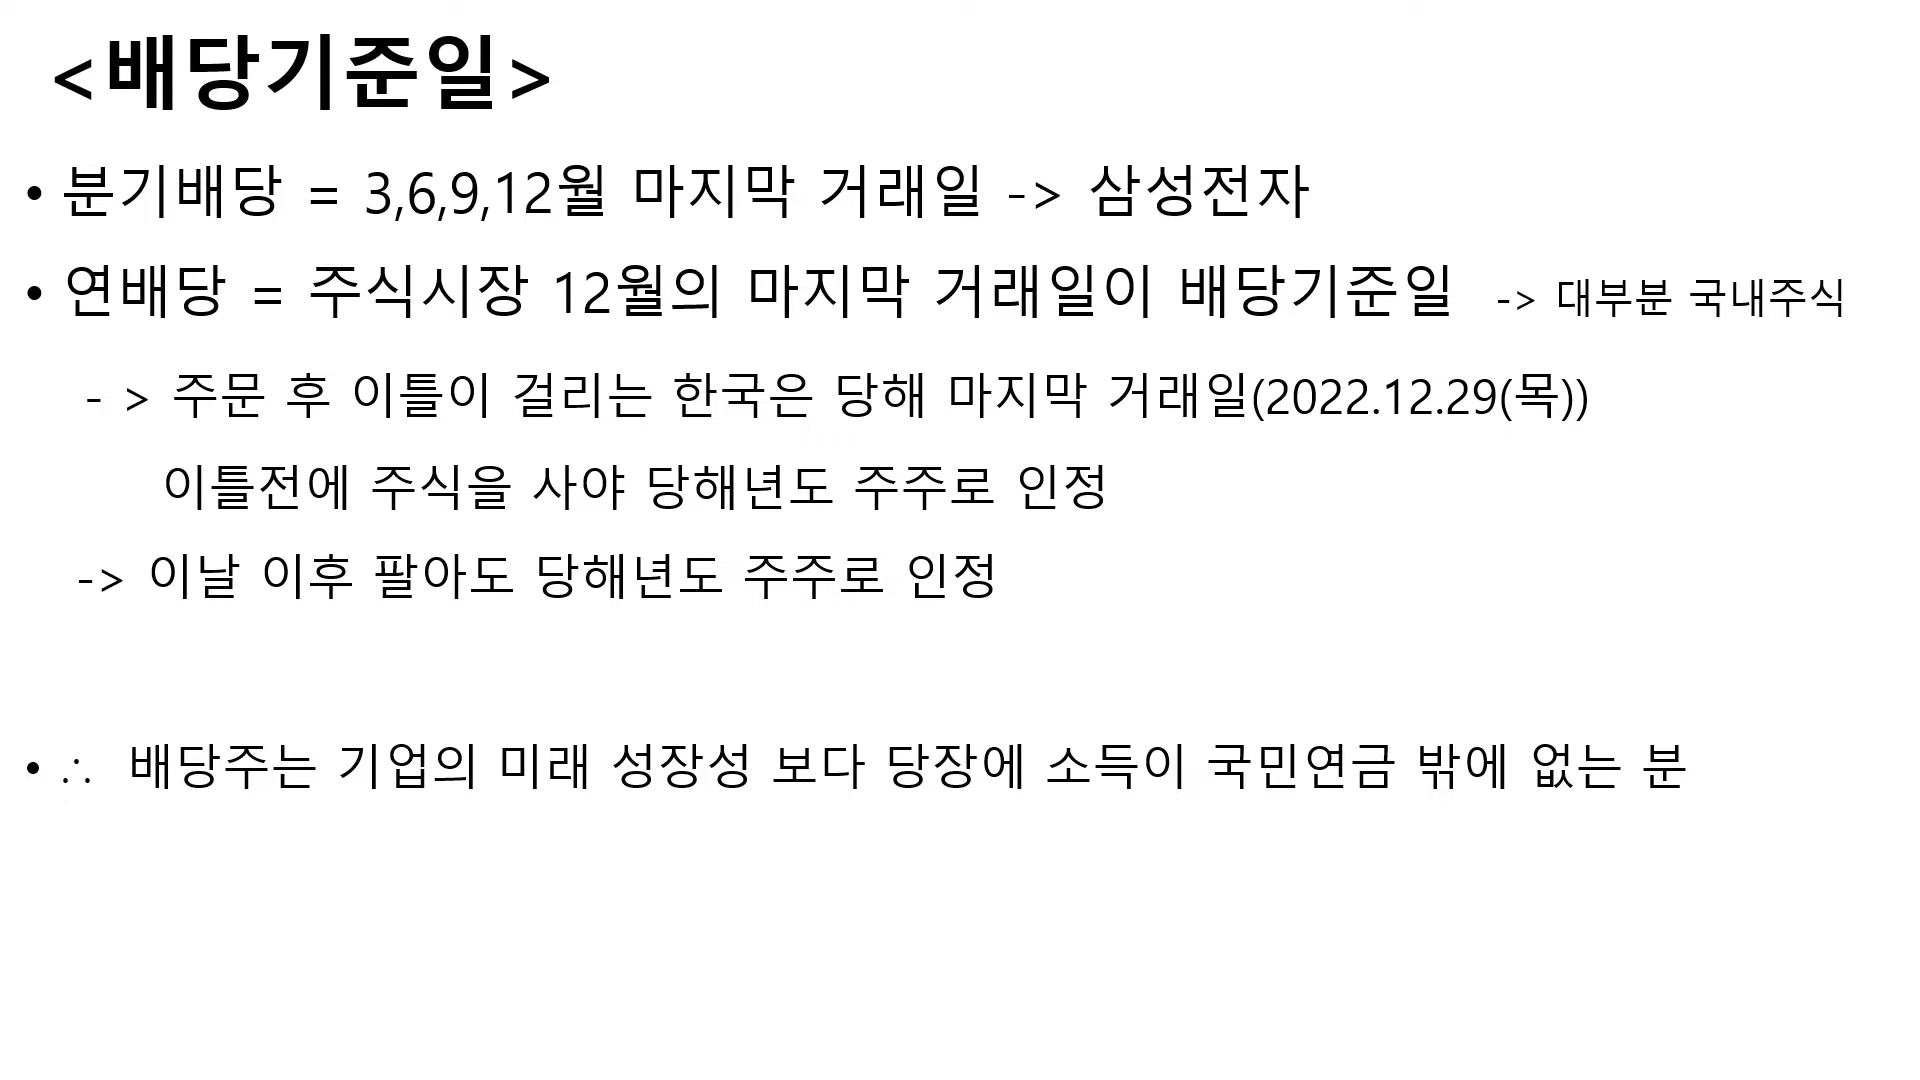 <배당기준일>
• 분기배당 = 3,6,9,12월 마지막 거래일 -> 삼성전자
• 연배당 = 주식시장 12월의 마지막 거래일이 배당기준일 -> 대부분 국내주식
- > 주문 후 이틀이 걸리는 한국은 당해 마지막 거래일(2022.12.29(목))
이틀전에 주식을 사야 당해년도 주주로 인정
-> 이날 이후 팔아도 당해년도 주주로 인정
• ∴ 배당주는 기업의 미래 성장성 보다 당장에 소득이 국민연금 밖에 없는 분